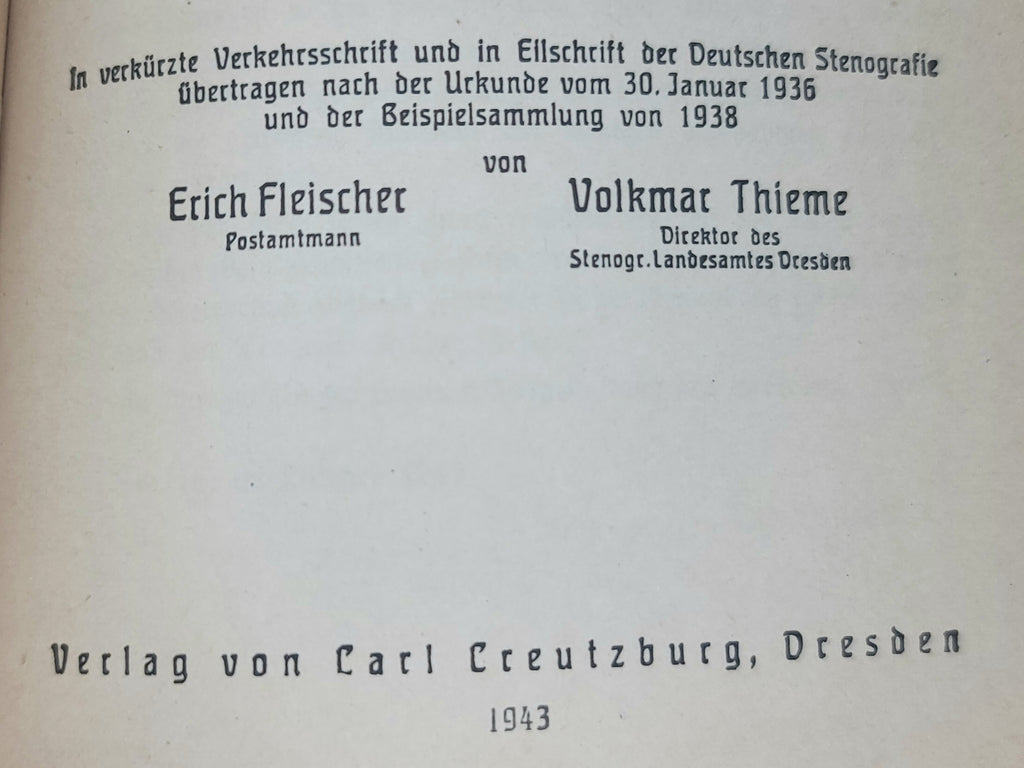 In verkürzte Verkehrsschrift und in Eilschrift der Deutschen Stenografie
übertragen nach der Urkunde vom 30. Januar 1936
und der Beispielsammlung von 1938
von
Erich Fleischer
Postamtmann
Volkmar Thieme
Direktor des
Stenogr. Landesamtes Dresden
Verlag von Carl Creutzburg, Dresden
1943